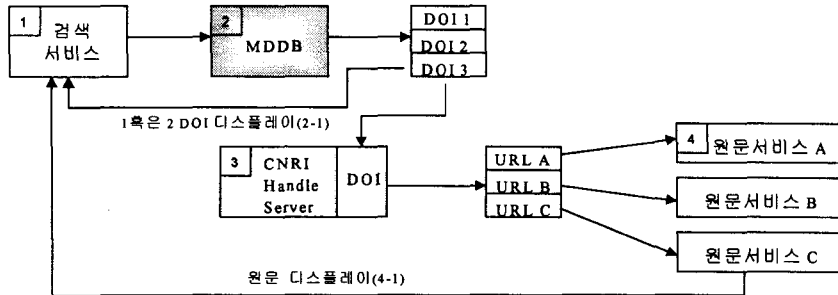 1
검색
서비스
2
MDDB
DOI 1
DOI 2
DOI 3
1혹은 2 DOI 디스플레이(2-1)
3
CNRI
Handle
Server
DOI
URL A
URL B
URL C
4
원문서비스 A
원문서비스 B
원문서비스 C
원문 디스플레이(4-1)